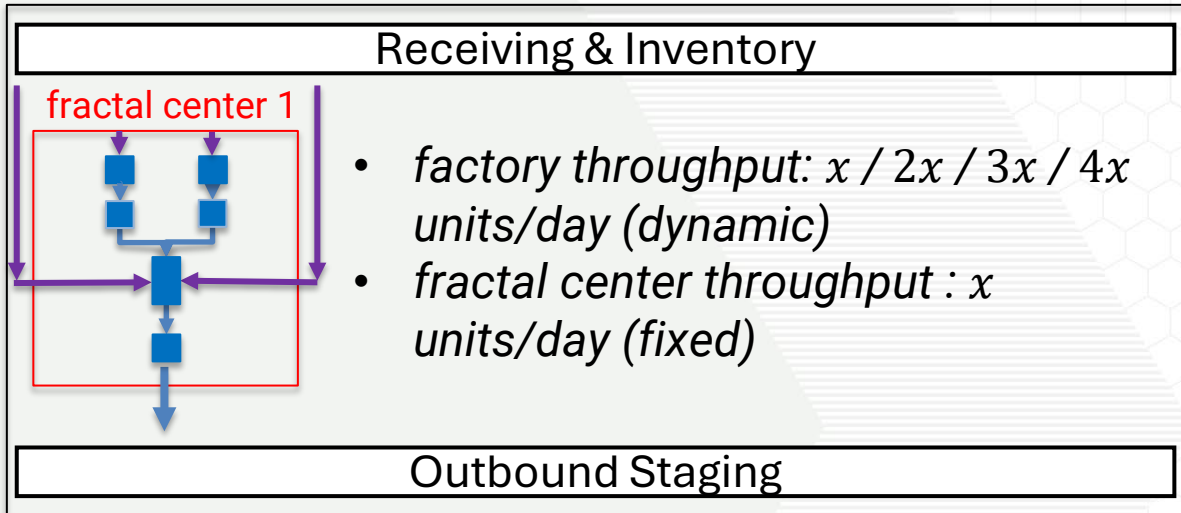 Receiving & Inventory
fractal center 1
• factory throughput: x / 2x / 3x / 4x
units/day (dynamic)
• fractal center throughput : x
units/day (fixed)
Outbound Staging